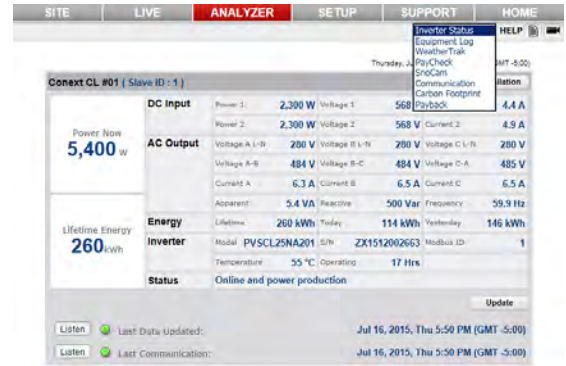 SITE LIVE ANALYZER SETUP SUPPORT HOME
Inverter Status HELP
Equipment Log
WeatherTrak
Thursday, PayCheck GMT -5:00)
SnoCam
Communication
Carbon Footprint
Payback
Conext CL #01 ( Slave ID : 1 )
DC Input Power 1 2,300 W Voltage 1 568 4.4 A
Power 2 2,300 W Voltage 2 568 V Current 2 4.9 A
Power Now
5,400 W
AC Output Voltage A L-N 280 V Voltage B L-N 280 V Voltage C L-N 280 V
Voltage A-B 484 V Voltage B-C 484 V Voltage C-A 485 V
Current A 6.3 A Current B 6.5 A Current C 6.5 A
Apparent 5.4 VA Reactive 500 Var Frequency 59.9 Hz
Lifetime Energy
260 kWh
Energy Lifetime 260 kWh Today 114 kWh Yesterday 146 kWh
Inverter Model PVSCL25NA201 S/N ZX1512002663 Modbus ID 1
Temperature 55 °C Operating 17 Hrs
Status Online and power production
Update
Listen Last Data Updated: Jul 16, 2015, Thu 5:50 PM (GMT -5:00)
Listen Last Communication: Jul 16, 2015, Thu 5:50 PM (GMT -5:00)